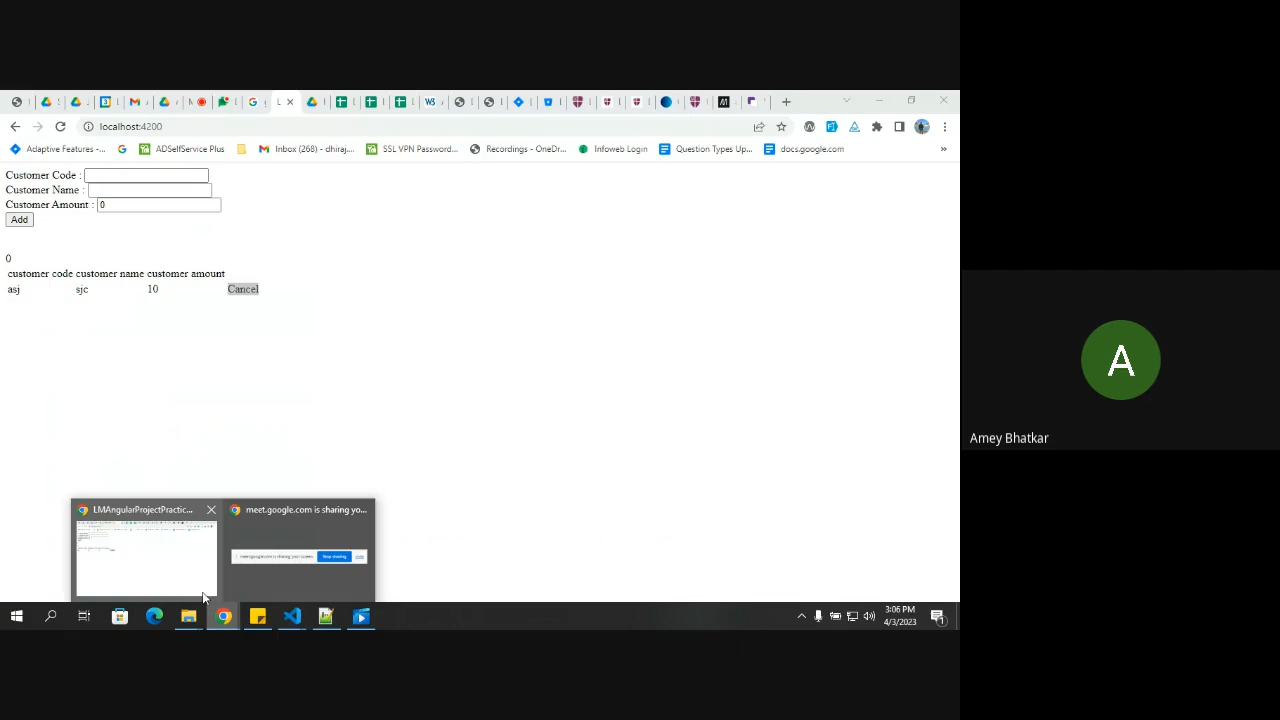 localhost:4200
Adaptive Features -...
ADSelfService Plus
Inbox (268) - dhiraj...
SSL VPN Password...
Recordings - OneDr...
Infoweb Login
Question Types Up...
docs.google.com
»
Customer Code :
Customer Name :
Customer Amount : 0
Add
0
customer code customer name customer amount
asj sjc 10 Cancel
A
Amey Bhatkar
LMAngularProjectPractic...
meet.google.com is sharing yo...
3:06 PM
4/3/2023